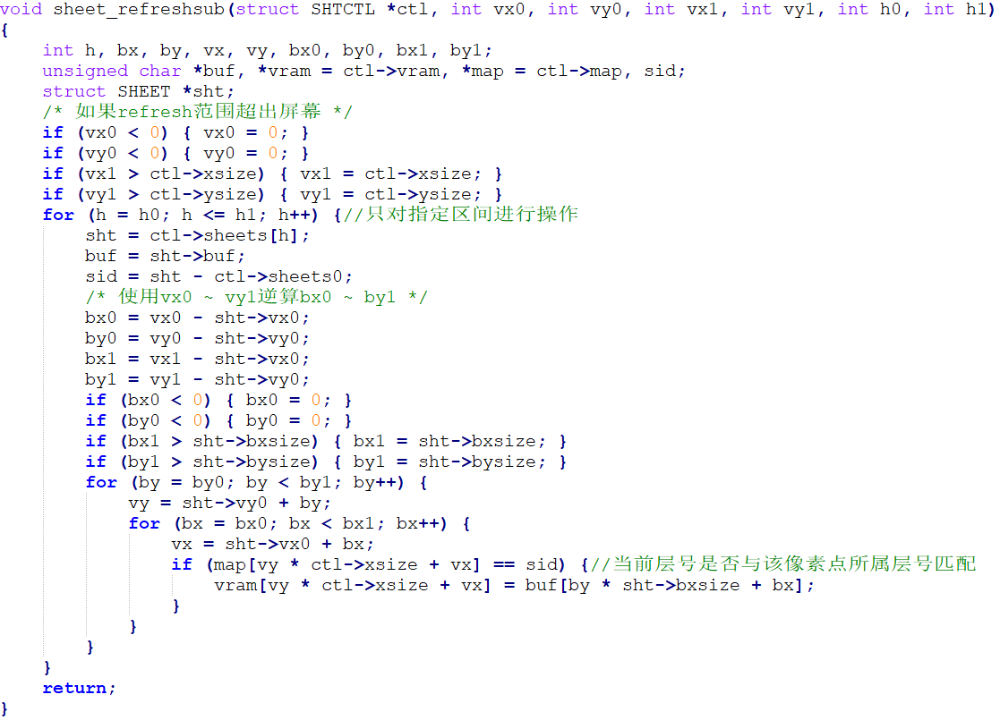 void sheet_refreshsub(struct SHTCTL *ctl, int vx0, int vy0, int vx1, int vy1, int h0, int h1)
{
    int h, bx, by, vx, vy, bx0, by0, bx1, by1;
    unsigned char *buf, *vram = ctl->vram, *map = ctl->map, sid;
    struct SHEET *sht;
    /* 如果refresh范围超出屏幕 */
    if (vx0 < 0) { vx0 = 0; }
    if (vy0 < 0) { vy0 = 0; }
    if (vx1 > ctl->xsize) { vx1 = ctl->xsize; }
    if (vy1 > ctl->ysize) { vy1 = ctl->ysize; }
    for (h = h0; h <= h1; h++) {//只对指定区间进行操作
        sht = ctl->sheets[h];
        buf = sht->buf;
        sid = sht - ctl->sheets0;
        /* 使用vx0 ~ vy1逆算bx0 ~ by1 */
        bx0 = vx0 - sht->vx0;
        by0 = vy0 - sht->vy0;
        bx1 = vx1 - sht->vx0;
        by1 = vy1 - sht->vy0;
        if (bx0 < 0) { bx0 = 0; }
        if (by0 < 0) { by0 = 0; }
        if (bx1 > sht->bxsize) { bx1 = sht->bxsize; }
        if (by1 > sht->bysize) { by1 = sht->bysize; }
        for (by = by0; by < by1; by++) {
            vy = sht->vy0 + by;
            for (bx = bx0; bx < bx1; bx++) {
                vx = sht->vx0 + bx;
                if (map[vy * ctl->xsize + vx] == sid) {//当前层号是否与该像素点所属层号匹配
                    vram[vy * ctl->xsize + vx] = buf[by * sht->bxsize + bx];
                }
            }
        }
    }
    return;
}